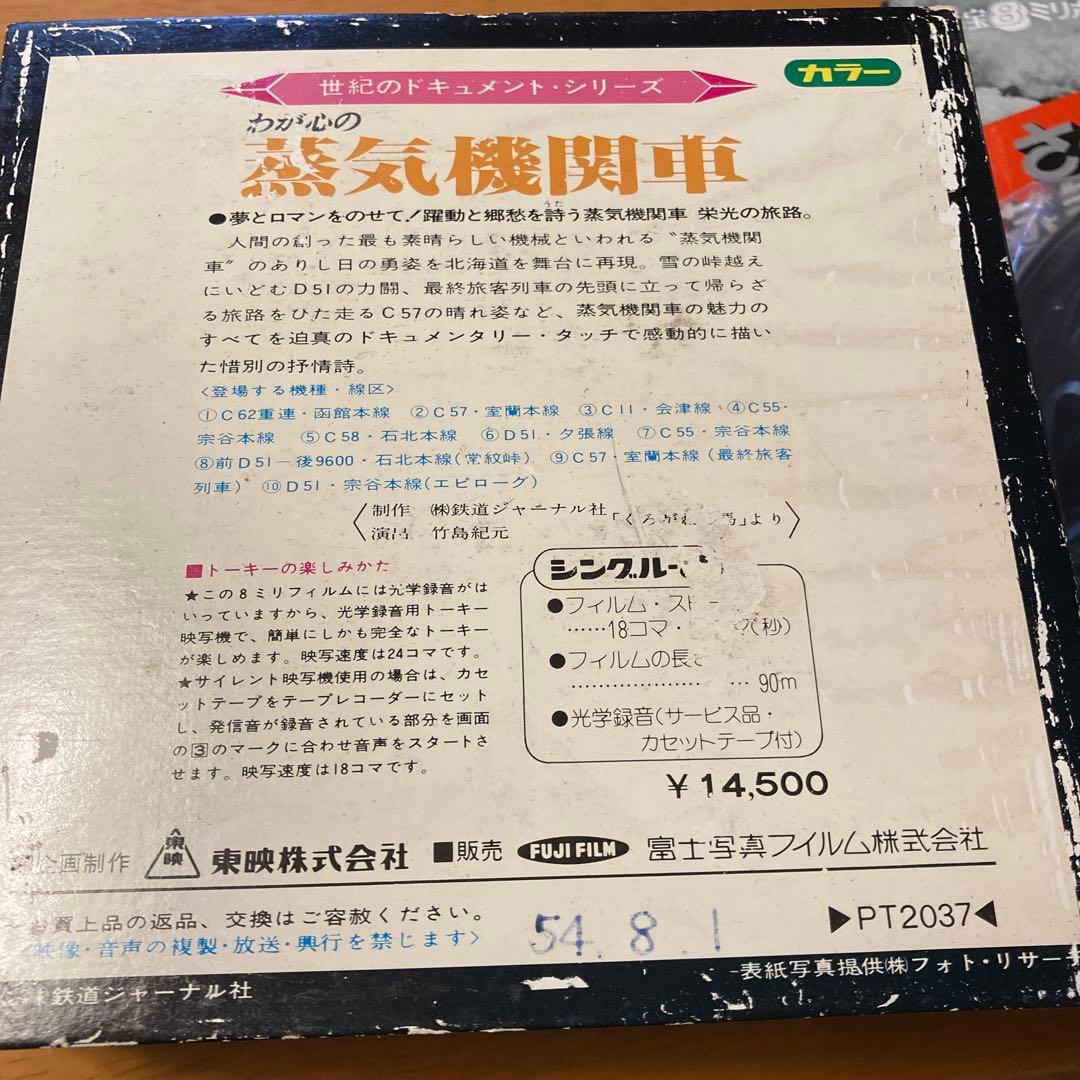 世紀のドキュメント・シリーズ
カラー
わが心の
蒸気機関車
●夢とロマンをのせて!躍動と郷愁を詩う蒸気機関車 栄光の旅路。
うた
人間の創った最も素晴らしい機械といわれる〝蒸気機関
車〟のありし日の勇姿を北海道を舞台に再現。雪の峠越え
にいどむD51の力闘、最終旅客列車の先頭に立って帰らざ
る旅路をひた走るC57の晴れ姿など、蒸気機関車の魅力の
すべてを迫真のドキュメンタリー・タッチで感動的に描い
た惜別の抒情詩。
<登場する機種・線区>
①C62重連・函館本線 ②C57・室蘭本線 ③C11・会津線 ④C55・
宗谷本線 ⑤C58・石北本線 ⑥D51・夕張線 ⑦C55・宗谷本線
⑧前D51―後9600・石北本線(常紋峠) ⑨C57・室蘭本線(最終旅客
列車) ⑩D51・宗谷本線(エピローグ)
制作 ㈱鉄道ジャーナル社
演出 竹島紀元
より
■トーキーの楽しみかた
★この8ミリフィルムには光学録音がは
いっていますから、光学録音用トーキー
映写機で、簡単にしかも完全なトーキー
が楽しめます。映写速度は24コマです。
★サイレント映写機使用の場合は、カセ
ットテープをテープレコーダーにセット
し、発信音が録音されている部分を画面
の3のマークに合わせ音声をスタートさ
せます。映写速度は18コマです。
シングル
●フィルム・ス
……18コマ・ (秒)
●フィルムの長さ
…………………… 90m
●光学録音(サービス品・
カセットテープ付)
¥14,500
企画制作 東映 東映株式会社 ■販売 FUJI FILM 富士写真フイルム株式会社
お買上品の返品、交換はご容赦ください。
<映像・音声の複製・放送・興行を禁じます>
54. 8. 1
▶PT2037◀
表紙写真提供㈱フォト・リサーチ
鉄道ジャーナル社
8ミリ
さ